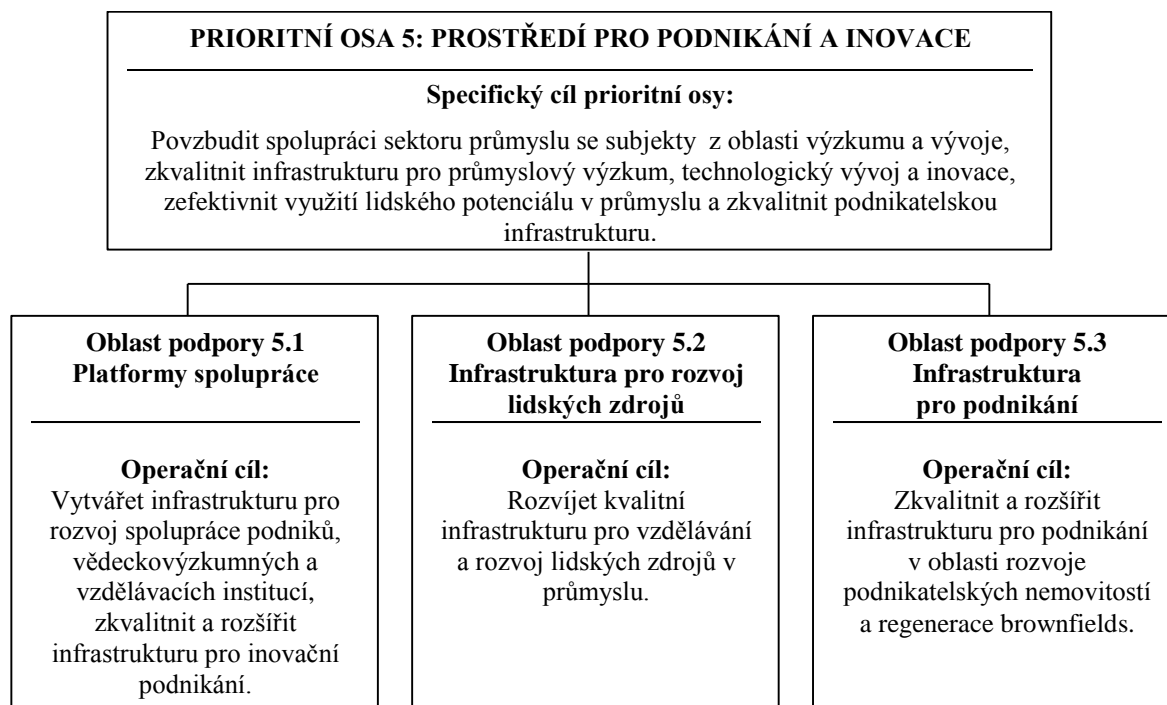 PRIORITNÍ OSA 5: PROSTŘEDÍ PRO PODNIKÁNÍ A INOVACE
Specifický cíl prioritní osy:
Povzbudit spolupráci sektoru průmyslu se subjekty z oblasti výzkumu a vývoje,
zkvalitnit infrastrukturu pro průmyslový výzkum, technologický vývoj a inovace,
zefektivnit využití lidského potenciálu v průmyslu a zkvalitnit podnikatelskou
infrastrukturu.
Oblast podpory 5.1
Platformy spolupráce
Operační cíl:
Vytvářet infrastrukturu pro
rozvoj spolupráce podniků,
vědeckovýzkumných a
vzdělávacích institucí,
zkvalitnit a rozšířit
infrastrukturu pro inovační
podnikání.
Oblast podpory 5.2
Infrastruktura pro rozvoj
lidských zdrojů
Operační cíl:
Rozvíjet kvalitní
infrastrukturu pro vzdělávání
a rozvoj lidských zdrojů v
průmyslu.
Oblast podpory 5.3
Infrastruktura
pro podnikání
Operační cíl:
Zkvalitnit a rozšířit
infrastrukturu pro podnikání
v oblasti rozvoje
podnikatelských nemovitostí
a regenerace brownfields.